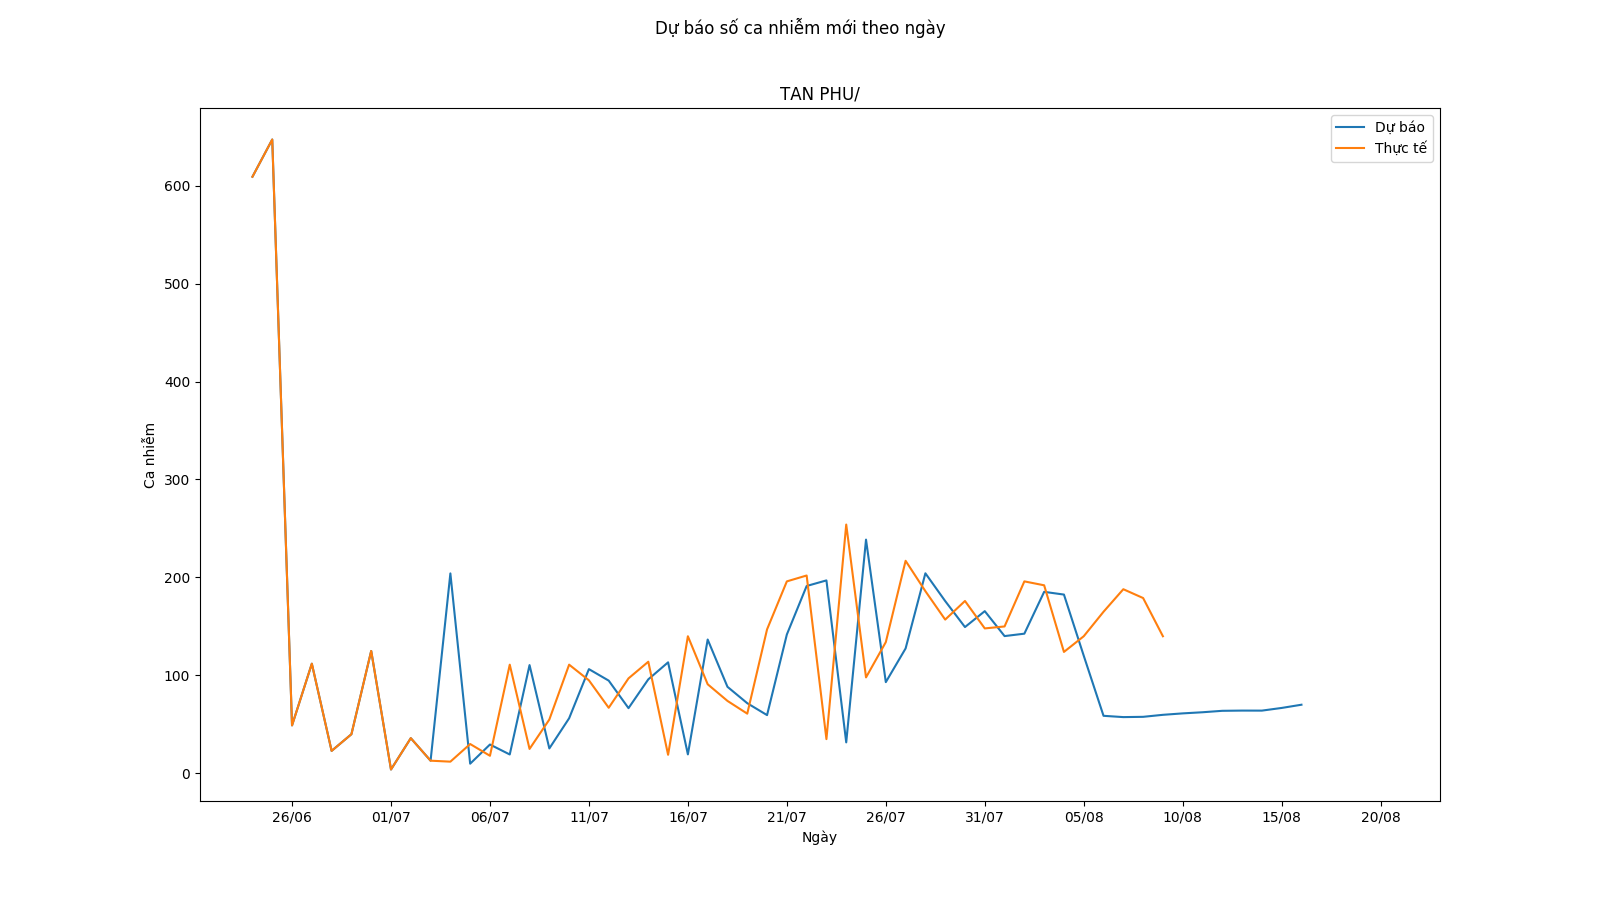 Dự báo số ca nhiễm mới theo ngày
TAN PHU/
Dự báo
Thực tế
600
500
400
300
200
100
0
Ca nhiễm
26/06 01/07 06/07 11/07 16/07 21/07 26/07 31/07 05/08 10/08 15/08 20/08
Ngày